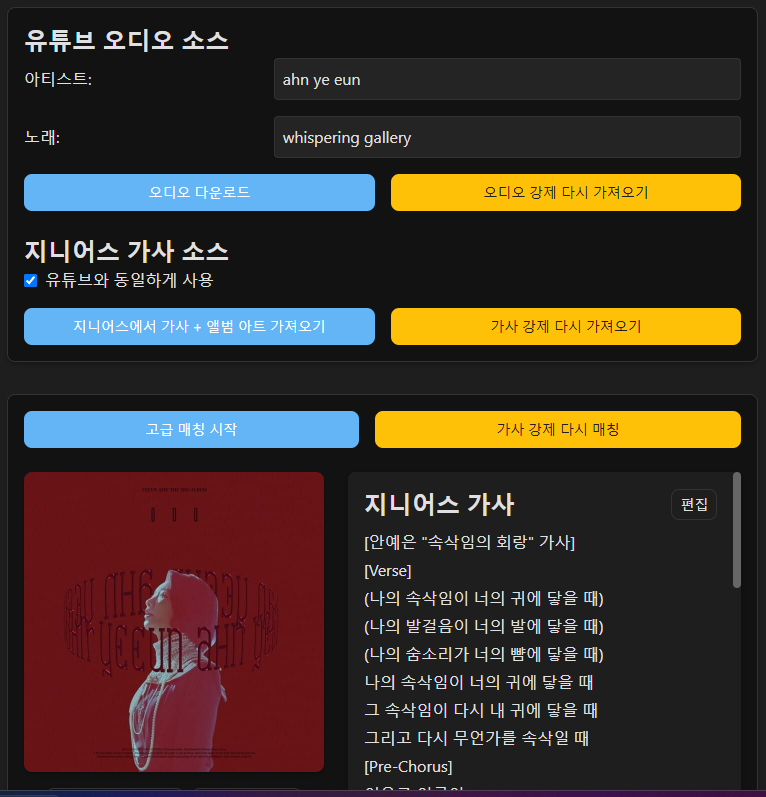 유튜브 오디오 소스
아티스트:
ahn ye eun
노래:
whispering gallery
오디오 다운로드
오디오 강제 다시 가져오기
지니어스 가사 소스
유튜브와 동일하게 사용
지니어스에서 가사 + 앨범 아트 가져오기
가사 강제 다시 가져오기
고급 매칭 시작
가사 강제 다시 매칭
지니어스 가사
편집
[안예은 "속삭임의 회랑" 가사]
[Verse]
(나의 속삭임이 너의 귀에 닿을 때)
(나의 발걸음이 너의 발에 닿을 때)
(나의 숨소리가 너의 뺨에 닿을 때)
나의 속삭임이 너의 귀에 닿을 때
그 속삭임이 다시 내 귀에 닿을 때
그리고 다시 무언가를 속삭일 때
[Pre-Chorus]